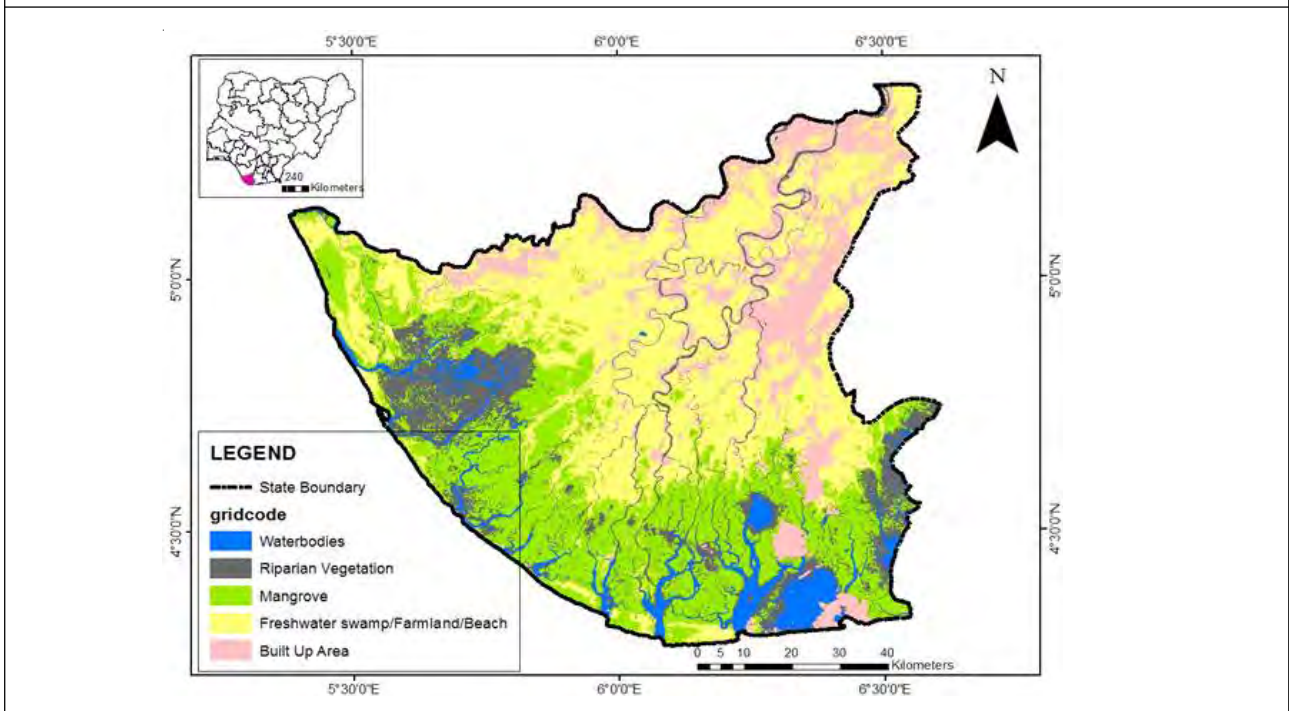 5°30'0"E 6°0'0"E 6°30'0"E
N
240
Kilometers
5°0'0"N 5°0'0"N
4°30'0"N 4°30'0"N
LEGEND
State Boundary
gridcode
Waterbodies
Riparian Vegetation
Mangrove
Freshwater swamp/Farmland/Beach
Built Up Area
0 5 10 20 30 40
Kilometers
5°30'0"E 6°0'0"E 6°30'0"E